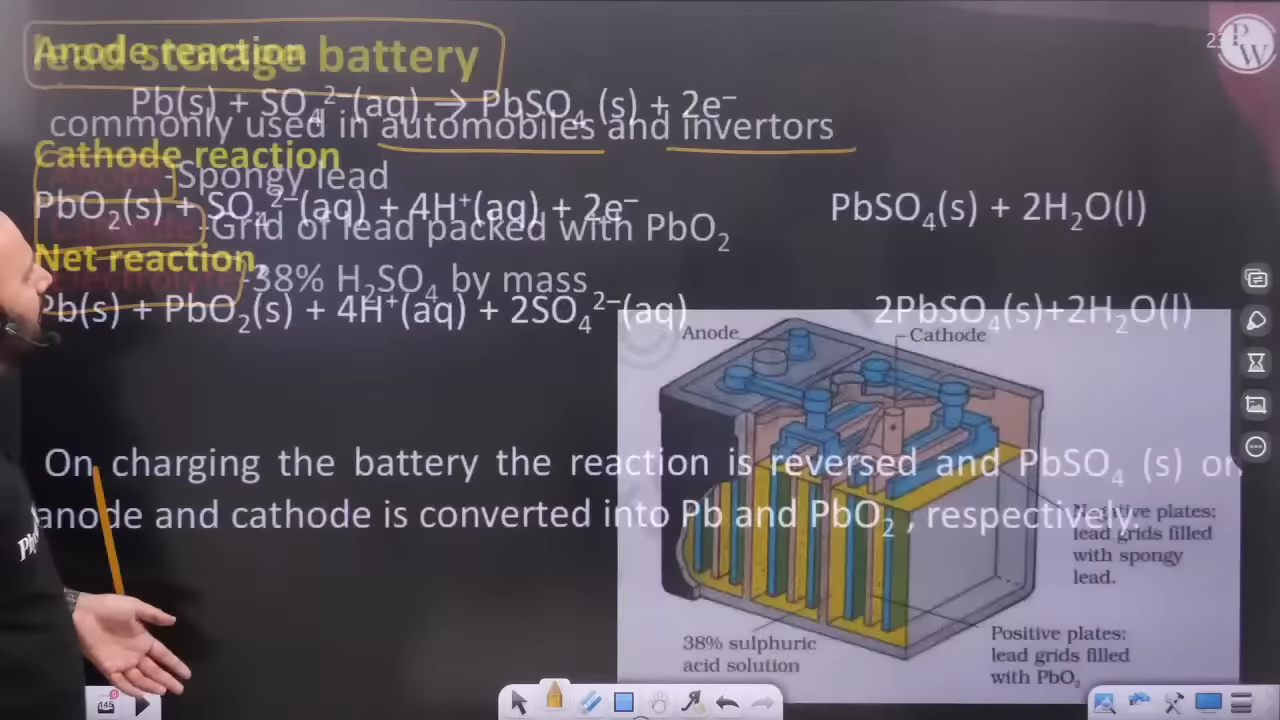 lead storage battery
Anode reaction
Pb(s) + SO₄²⁻(aq) → PbSO₄ (s) + 2e⁻
commonly used in automobiles and invertors
Cathode reaction
Anode-Spongy lead
PbO₂(s) + SO₄²⁻(aq) + 4H⁺(aq) + 2e⁻ PbSO₄(s) + 2H₂O(l)
Cathode-Grid of lead packed with PbO₂
Net reaction
-38% H₂SO₄ by mass
Pb(s) + PbO₂(s) + 4H⁺(aq) + 2SO₄²⁻(aq) 2PbSO₄(s)+2H₂O(l)
Anode
Cathode
On charging the battery the reaction is reversed and PbSO₄ (s) on
anode and cathode is converted into Pb and PbO₂ , respectively.
Negative plates:
lead grids filled
with spongy
lead.
38% sulphuric
acid solution
Positive plates:
lead grids filled
with PbO₂
PW
145